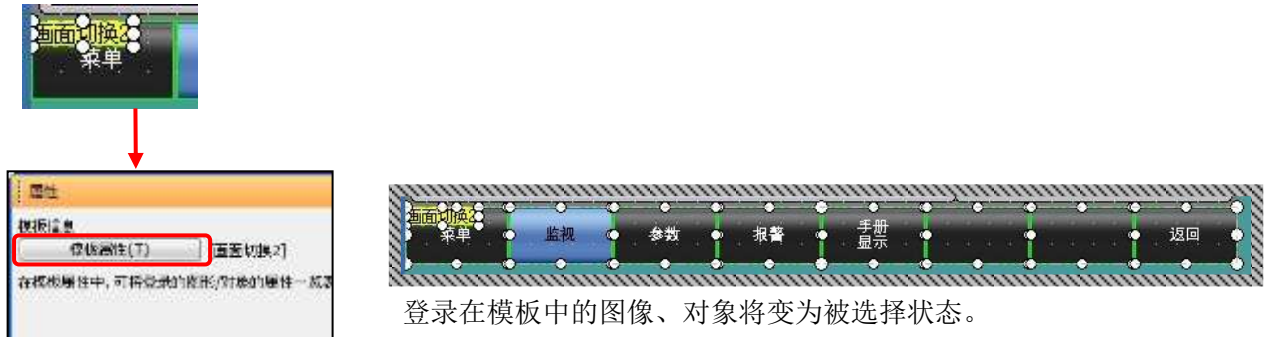 画面切换2
菜单
属性
模板信息
模板属性(T)
[画面切换2]
在模板属性中,可将登录的图形/对象的属性一览表
画面切换2
菜单
监视
参数
报警
手册
显示
返回
登录在模板中的图像、对象将变为被选择状态。